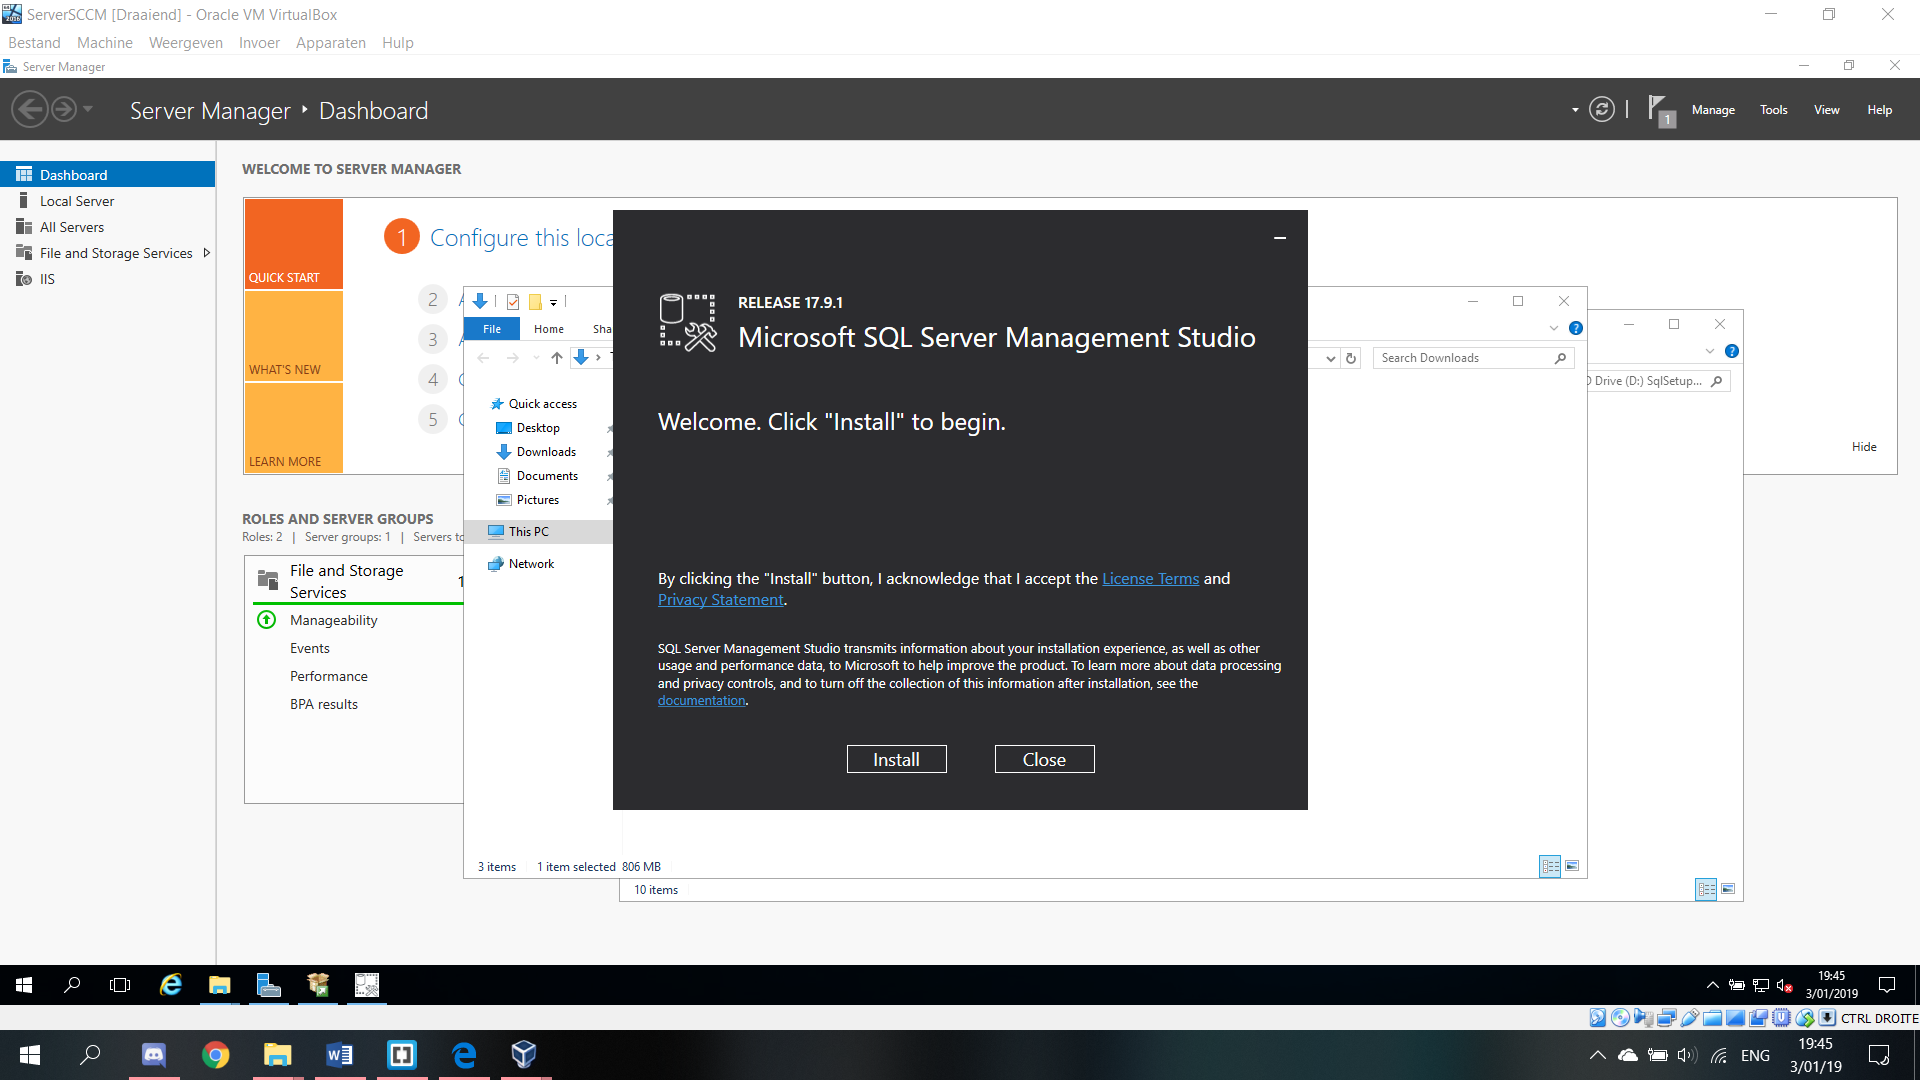 ServerSCCM [Draaiend] - Oracle VM VirtualBox
Bestand Machine Weergeven Invoer Apparaten Hulp
Server Manager
Server Manager Dashboard
1
Manage Tools View Help
Dashboard
Local Server
All Servers
File and Storage Services
IIS
WELCOME TO SERVER MANAGER
QUICK START
WHAT'S NEW
LEARN MORE
1 Configure this loca
2
3
4
5
Hide
ROLES AND SERVER GROUPS
Roles: 2 | Server groups: 1 | Servers to
File and Storage
Services
1
Manageability
Events
Performance
BPA results
File Home Sha
Search Downloads
D Drive (D:) SqlSetup...
Quick access
Desktop
Downloads
Documents
Pictures
This PC
Network
3 items 1 item selected 806 MB
10 items
RELEASE 17.9.1
Microsoft SQL Server Management Studio
Welcome. Click "Install" to begin.
By clicking the "Install" button, I acknowledge that I accept the License Terms and
Privacy Statement.
SQL Server Management Studio transmits information about your installation experience, as well as other
usage and performance data, to Microsoft to help improve the product. To learn more about data processing
and privacy controls, and to turn off the collection of this information after installation, see the
documentation.
Install Close
19:45
3/01/2019
CTRL DROITE
ENG
19:45
3/01/19